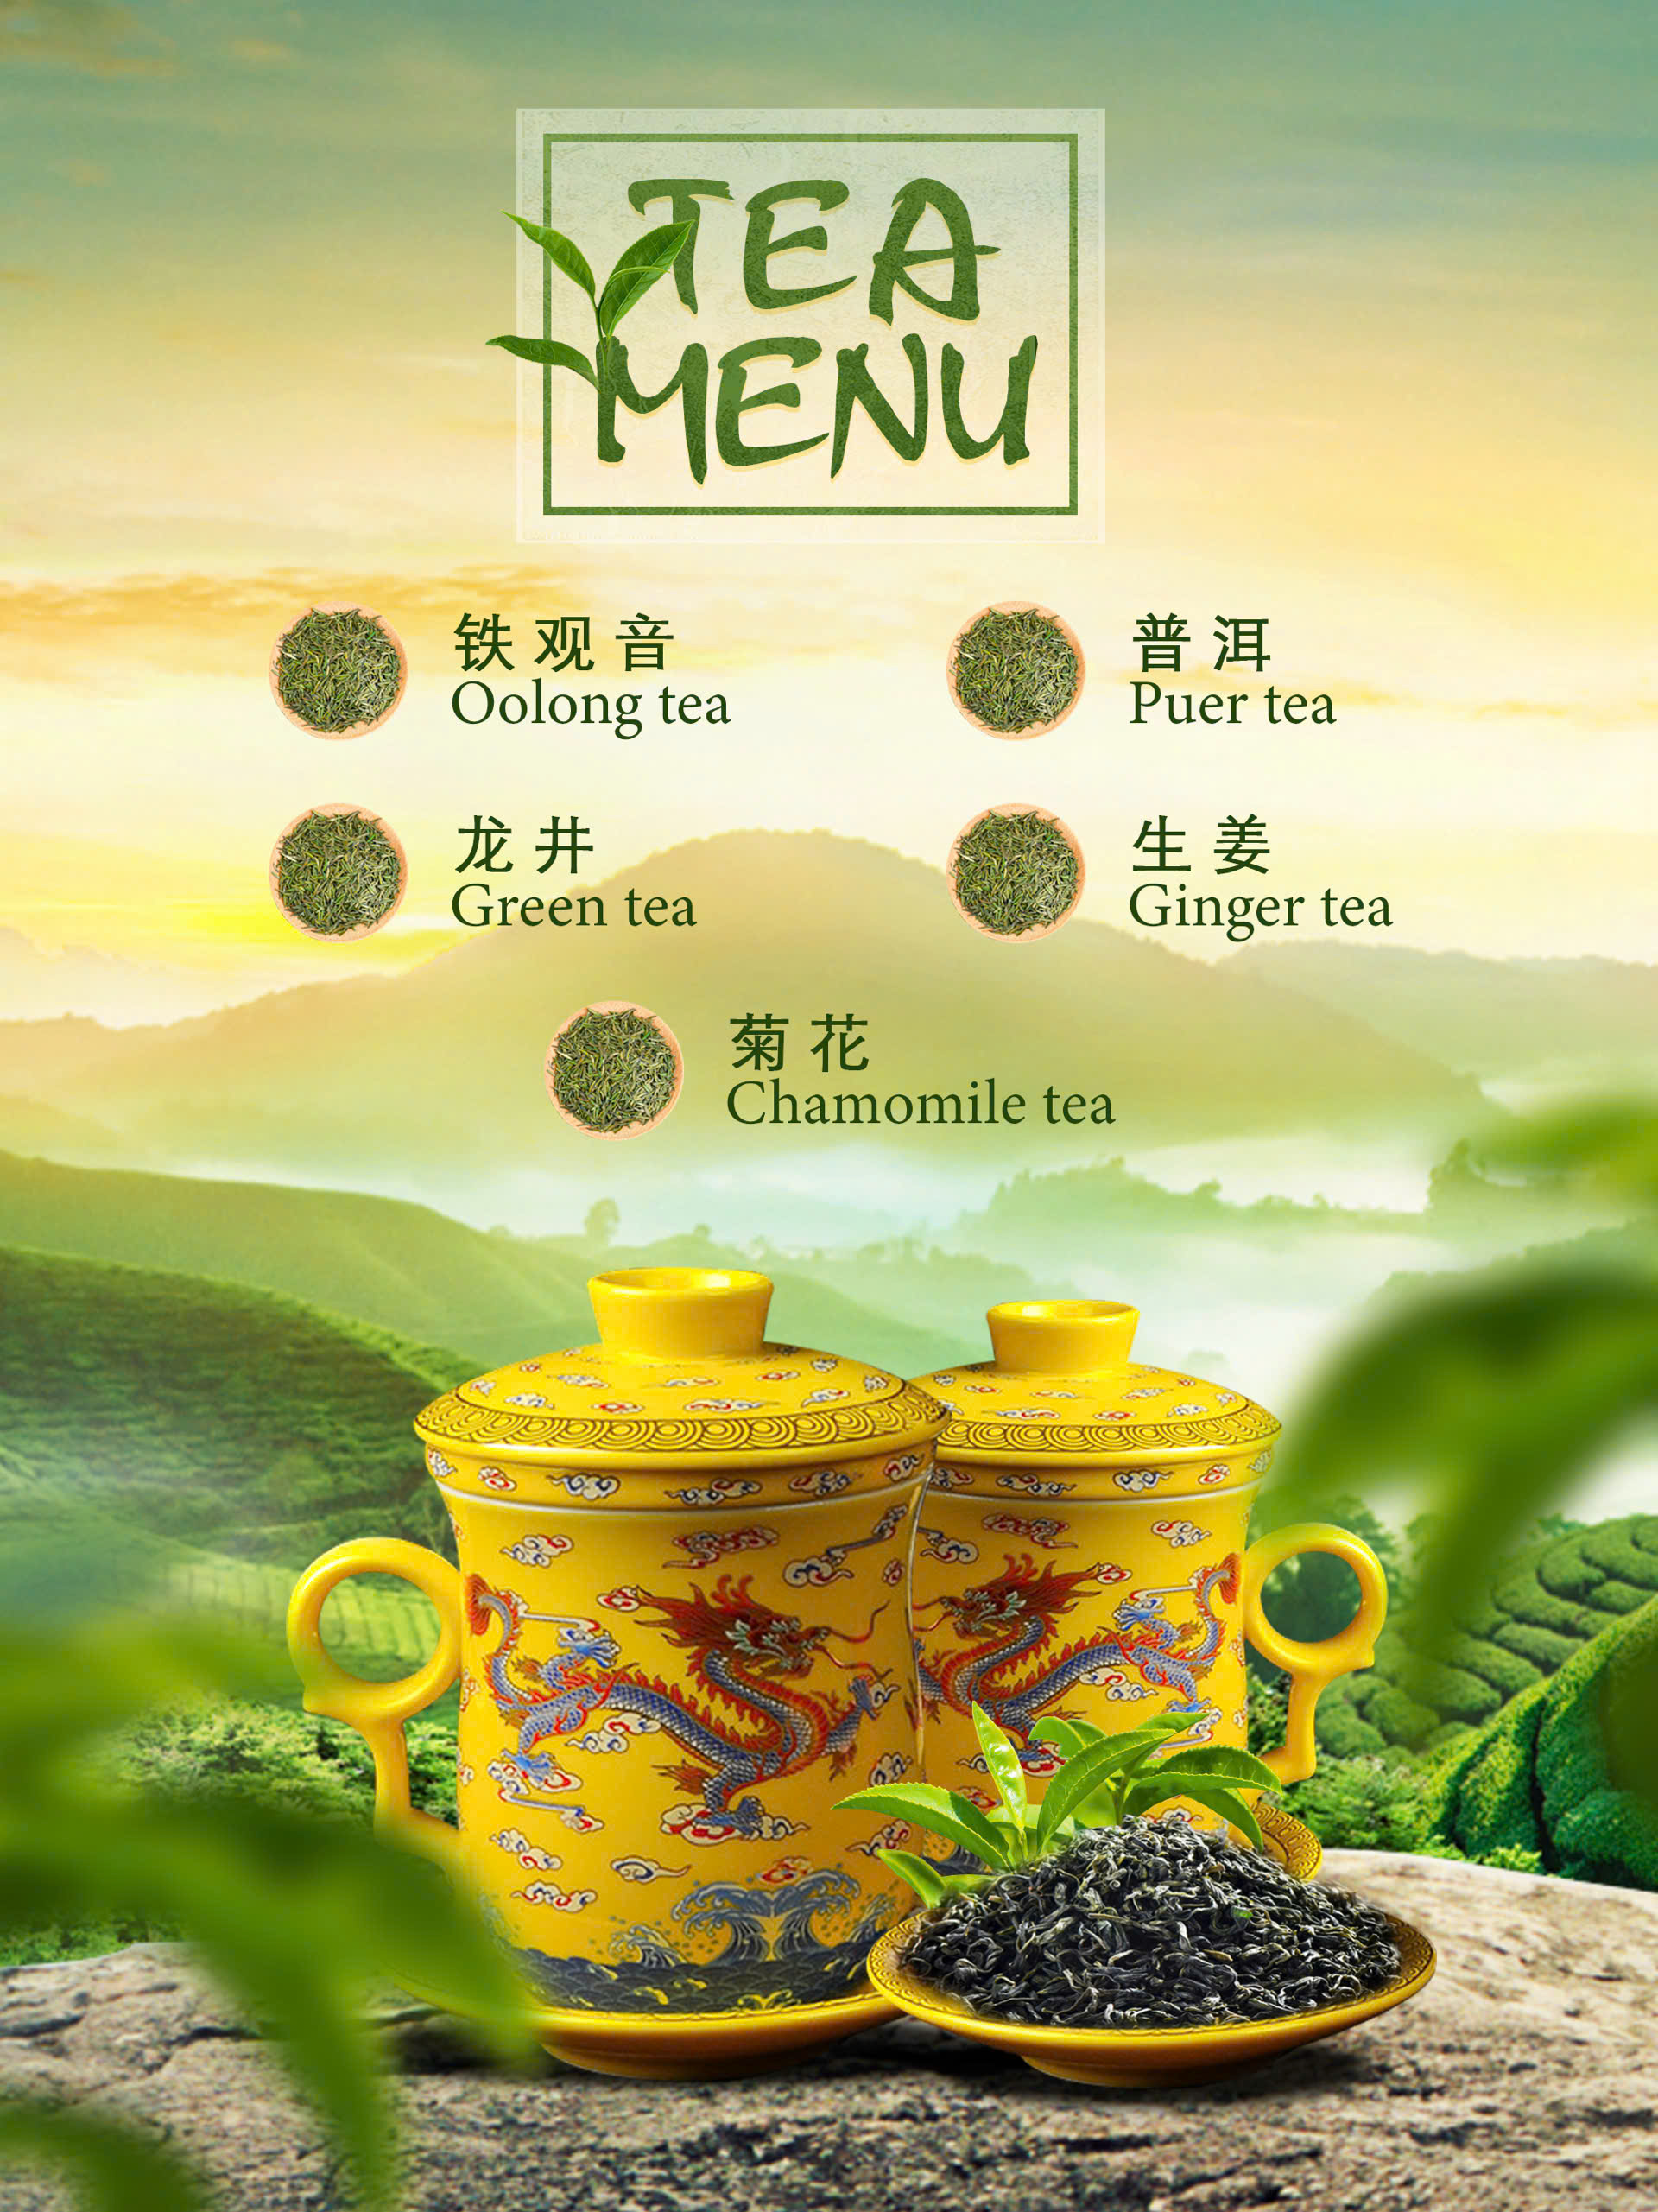 TEA
MENU
铁观音
Oolong tea
普洱
Puer tea
龙井
Green tea
生姜
Ginger tea
菊花
Chamomile tea